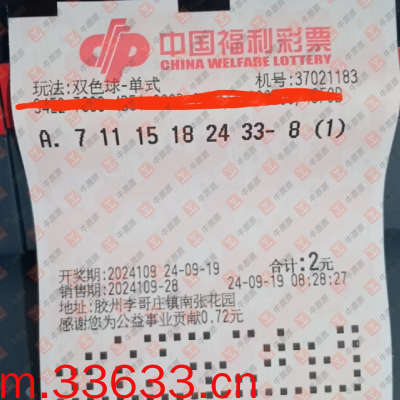 中国福利彩票
CHINA WELFARE LOTTERY
玩法:双色球-单式 机号:37021183
A. 7 11 15 18 24 33- 8 (1)
开奖期:2024109 24-09-19 合计:2元
销售期:2024109-28 24-09-19 08:28:27
地址:胶州李哥庄镇南张花园
感谢您为公益事业贡献0.72元
m.33633.cn